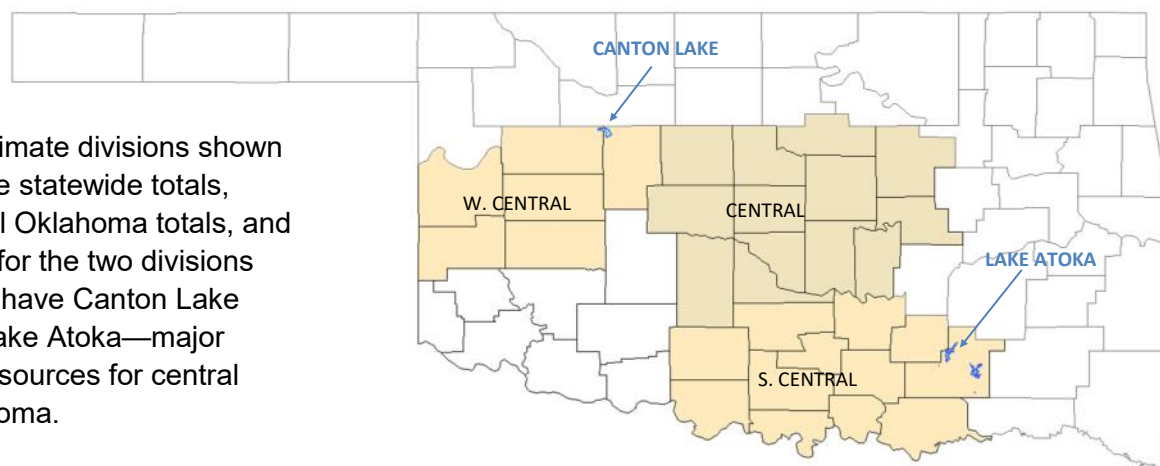 CANTON LAKE
imate divisions shown
e statewide totals,
l Oklahoma totals, and
for the two divisions
have Canton Lake
ake Atoka—major
sources for central
oma.
W. CENTRAL
CENTRAL
LAKE ATOKA
S. CENTRAL